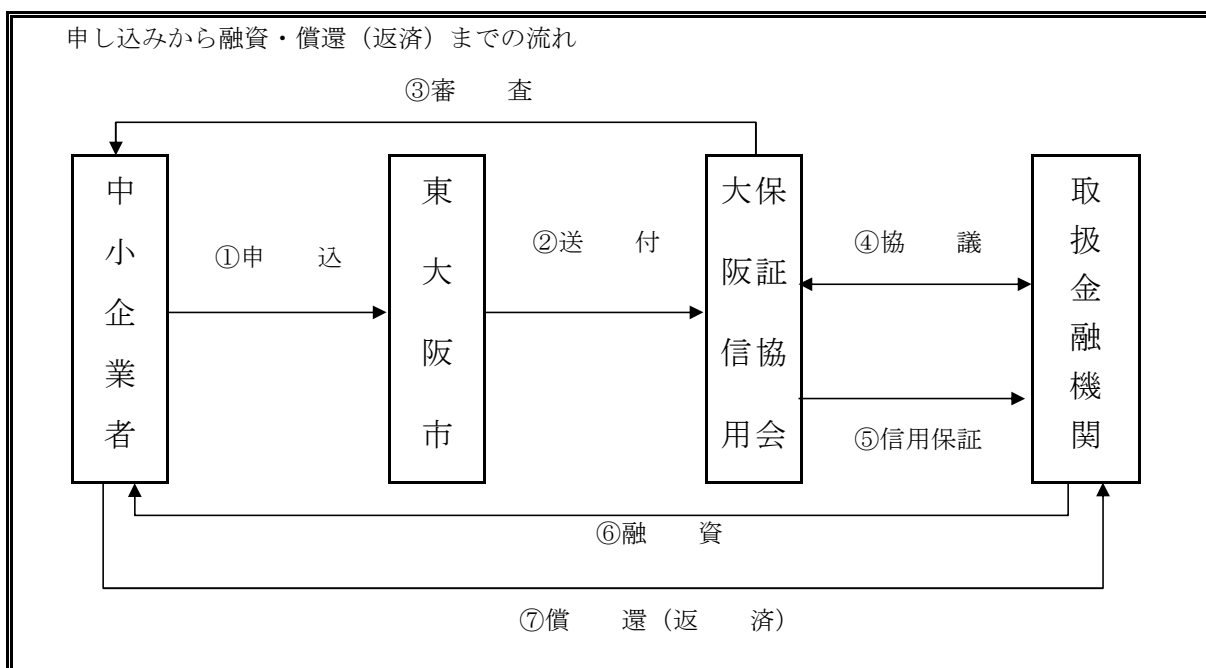 申し込みから融資・償還（返済）までの流れ
③審　査
中小企業者
①申　込
東大阪市
②送　付
大阪信用
保証協会
④協　議
⑤信用保証
取扱金融機関
⑥融　資
⑦償　還（返　済）